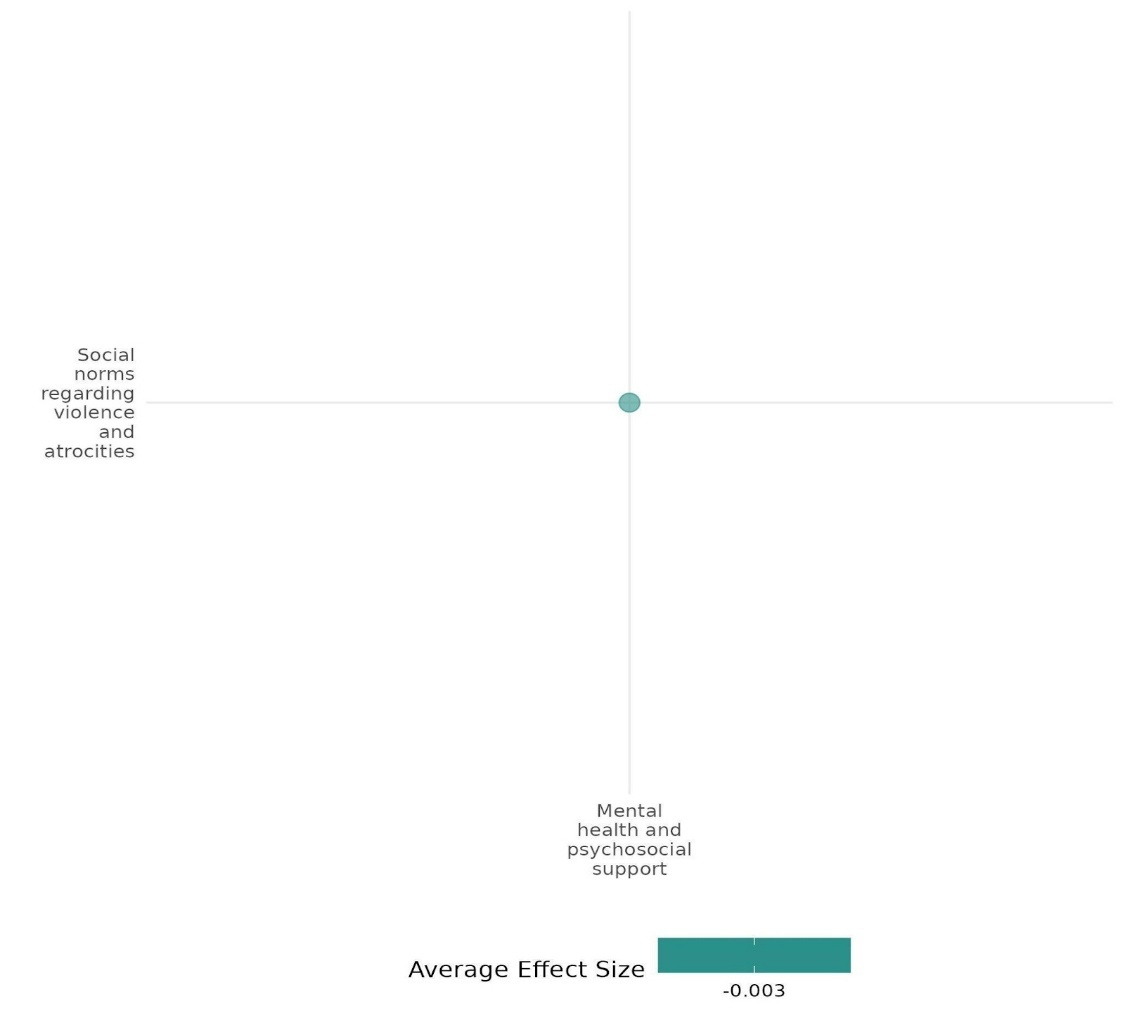 Social
norms
regarding
violence
and
atrocities
Mental
health and
psychosocial
support
Average Effect Size
-0.003